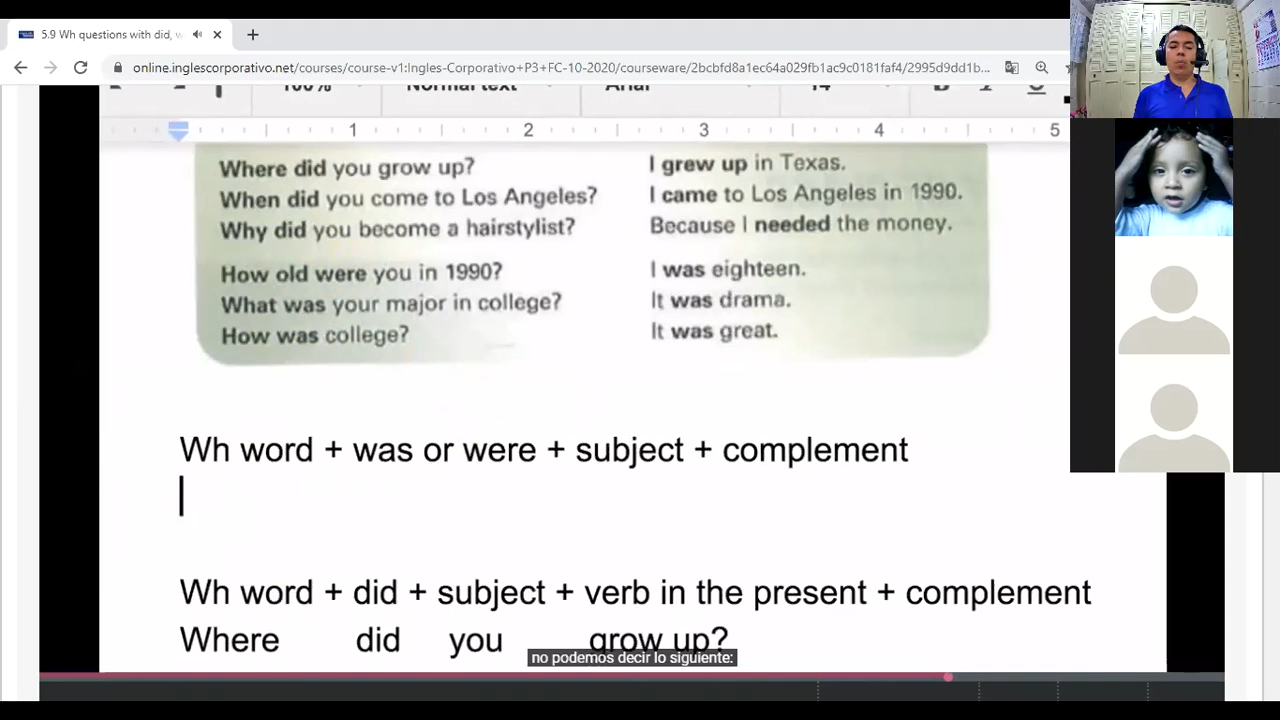 5.9 Wh questions with did, w
online.inglescorporativo.net/courses/course-v1:ingles-corporativo+P3+FC-10-2020/courseware/
100% Normal text Arial 14
1 2 3 4 5
Where did you grow up? I grew up in Texas.
When did you come to Los Angeles? I came to Los Angeles in 1990.
Why did you become a hairstylist? Because I needed the money.
How old were you in 1990? I was eighteen.
What was your major in college? It was drama.
How was college? It was great.
Wh word + was or were + subject + complement
Wh word + did + subject + verb in the present + complement
Where did you grow up?
no podemos decir lo siguiente: